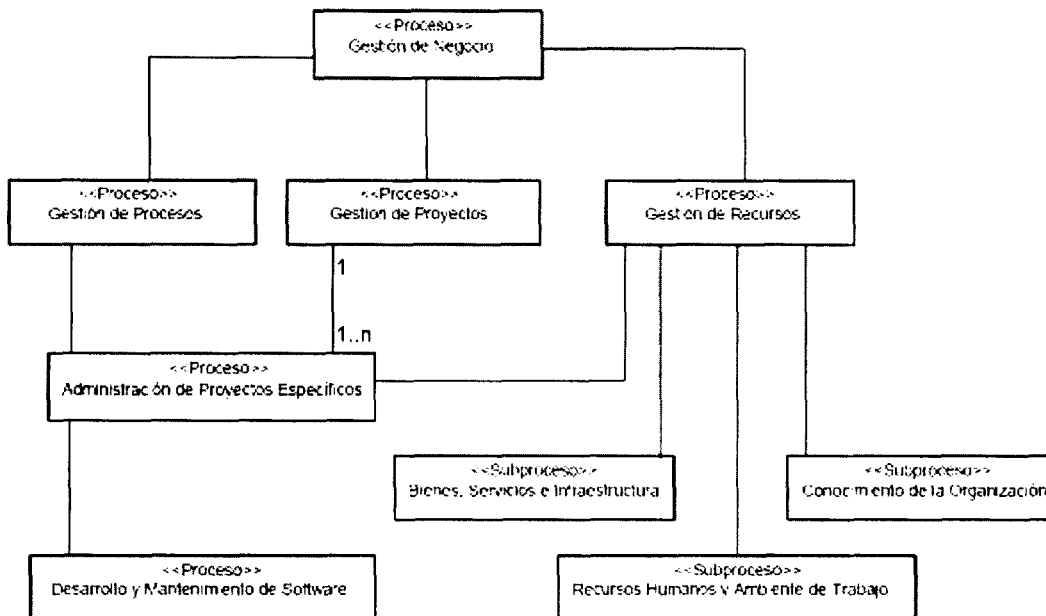 <<Proceso>>
Gestión de Negocio
<<Proceso>>
Gestión de Procesos
<<Proceso>>
Gestión de Proyectos
<<Proceso>>
Gestión de Recursos
1
1..n
<<Proceso>>
Administración de Proyectos Específicos
<<Subproceso>>
Bienes, Servicios e Infraestructura
<<Subproceso>>
Conocimiento de la Organización
<<Proceso>>
Desarrollo y Mantenimiento de Software
<<Subproceso>>
Recursos Humanos y Ambiente de Trabajo